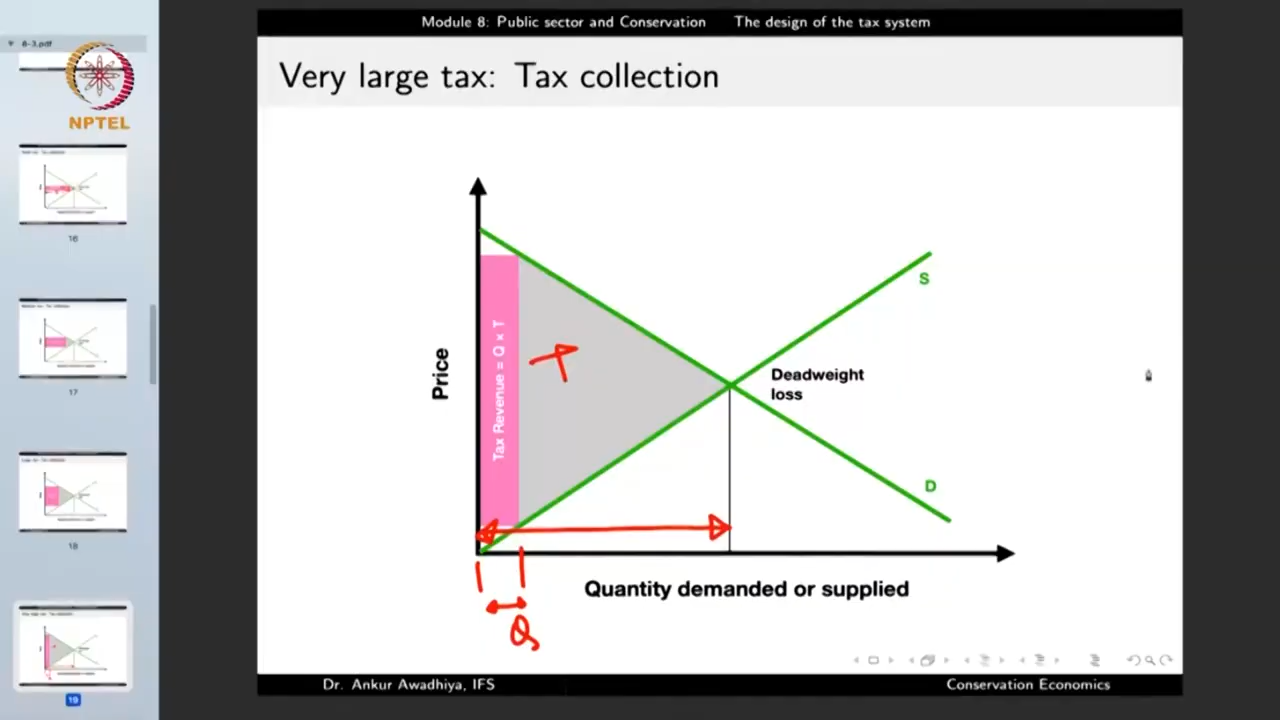 Module 8: Public sector and Conservation The design of the tax system
8-3.pdf
NPTEL
Very large tax: Tax collection
16
17
18
19
Price
Tax Revenue = Q x T
T
S
Deadweight
loss
D
Quantity demanded or supplied
Q
Dr. Ankur Awadhiya, IFS
Conservation Economics